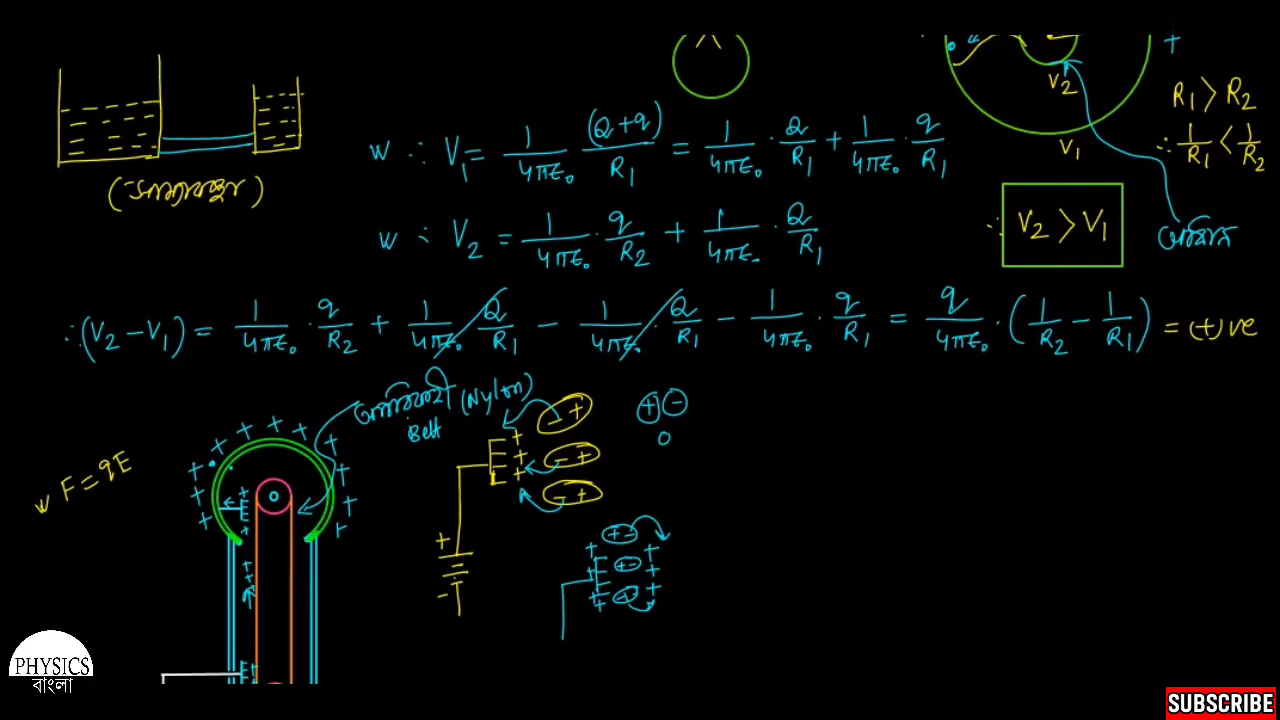 +
V₂
R₁ > R₂
∴ 1/R₁ < 1/R₂
V₁
w ∴ V₁ = 1/4πε₀ (Q+q)/R₁ = 1/4πε₀ · Q/R₁ + 1/4πε₀ · q/R₁
w ∴ V₂ = 1/4πε₀ · q/R₂ + 1/4πε₀ · Q/R₁
∴ V₂ > V₁
∴ (V₂ − V₁) = 1/4πε₀ · q/R₂ + 1/4πε₀ · Q/R₁ − 1/4πε₀ · Q/R₁ − 1/4πε₀ · q/R₁ = q/4πε₀ · (1/R₂ − 1/R₁) = (+)ve
অপরিবাহী (Nylon)
Belt
w F = qE
+ −
0
PHYSICS
বাংলা
SUBSCRIBE